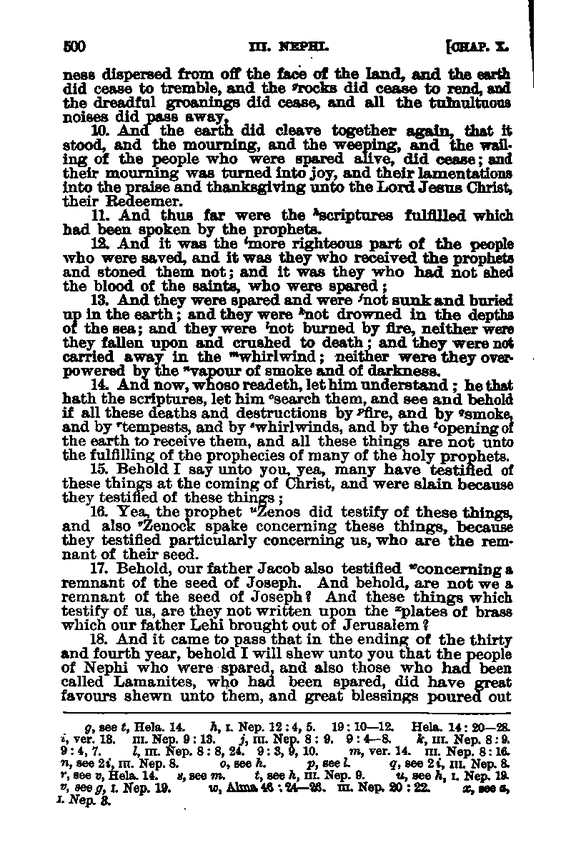 500 III. NEPHI. [CHAP. X.
ness dispersed from off the face of the land, and the earth
did cease to tremble, and the ᵍrocks did cease to rend, and
the dreadful groanings did cease, and all the tumultuous
noises did pass away.
10. And the earth did cleave together again, that it
stood, and the mourning, and the weeping, and the wail-
ing of the people who were spared alive, did cease; and
their mourning was turned into joy, and their lamentations
into the praise and thanksgiving unto the Lord Jesus Christ,
their Redeemer.
11. And thus far were the ʰscriptures fulfilled which
had been spoken by the prophets.
12. And it was the ⁱmore righteous part of the people
who were saved, and it was they who received the prophets
and stoned them not; and it was they who had not shed
the blood of the saints, who were spared;
13. And they were spared and were ʲnot sunk and buried
up in the earth; and they were ᵏnot drowned in the depths
of the sea; and they were ˡnot burned by fire, neither were
they fallen upon and crushed to death; and they were not
carried away in the ᵐwhirlwind; neither were they over-
powered by the ⁿvapour of smoke and of darkness.
14. And now, whoso readeth, let him understand; he that
hath the scriptures, let him ᵒsearch them, and see and behold
if all these deaths and destructions by ᵖfire, and by qsmoke,
and by ʳtempests, and by ˢwhirlwinds, and by the ᵗopening of
the earth to receive them, and all these things are not unto
the fulfilling of the prophecies of many of the holy prophets.
15. Behold I say unto you, yea, many have testified of
these things at the coming of Christ, and were slain because
they testified of these things;
16. Yea, the prophet ᵘZenos did testify of these things,
and also ᵛZenock spake concerning these things, because
they testified particularly concerning us, who are the rem-
nant of their seed.
17. Behold, our father Jacob also testified ʷconcerning a
remnant of the seed of Joseph. And behold, are not we a
remnant of the seed of Joseph? And these things which
testify of us, are they not written upon the ˣplates of brass
which our father Lehi brought out of Jerusalem?
18. And it came to pass that in the ending of the thirty
and fourth year, behold I will shew unto you that the people
of Nephi who were spared, and also those who had been
called Lamanites, who had been spared, did have great
favours shewn unto them, and great blessings poured out
g, see t, Hela. 14. h, I. Nep. 12:4, 5. 19:10—12. Hela. 14:20—28.
i, ver. 18. III. Nep. 9:13. j, III. Nep. 8:9. 9:4—8. k, III. Nep. 8:9.
9:4, 7. l, III. Nep. 8:8, 24. 9:3, 9, 10. m, ver. 14. III. Nep. 8:16.
n, see 2i, III. Nep. 8. o, see h. p, see l. q, see 2i, III. Nep. 8.
r, see v, Hela. 14. s, see m. t, see h, III. Nep. 9. u, see h, I. Nep. 19.
v, see g, I. Nep. 19. w, Alma 46:24—26. III. Nep. 20:22. x, see a,
I. Nep. 3.